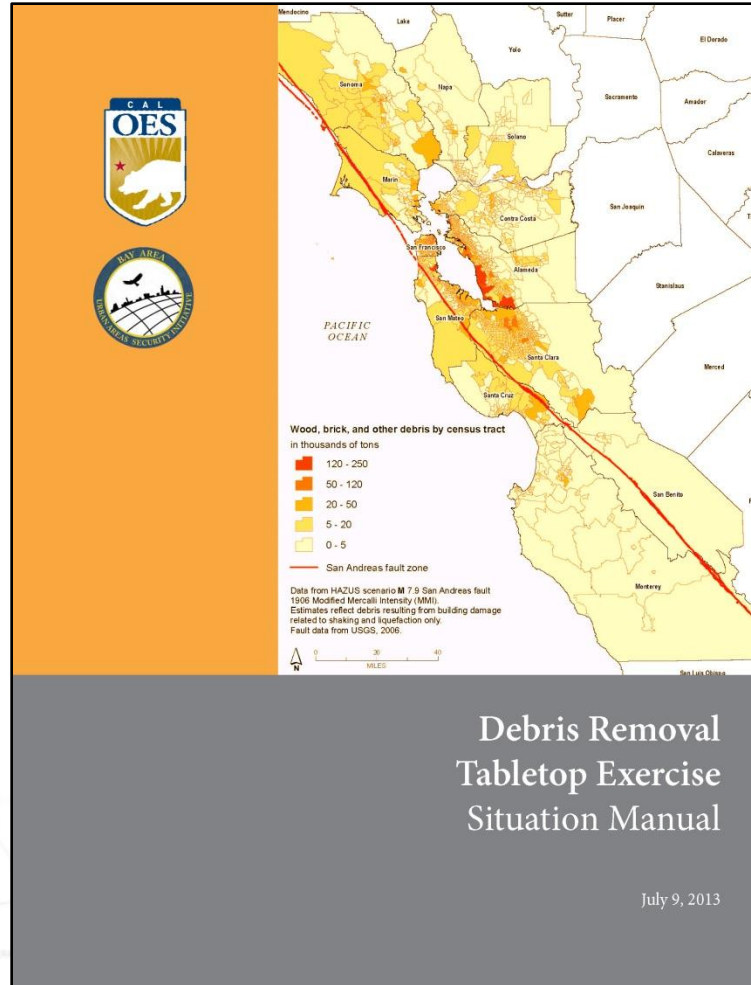 CAL
OES
BAY AREA
URBAN AREAS SECURITY INITIATIVE
Mendocino
Lake
Sutter
Placer
El Dorado
Yolo
Sonoma
Napa
Sacramento
Amador
Solano
Calaveras
Marin
San Joaquin
Contra Costa
San Francisco
Alameda
Stanislaus
PACIFIC
OCEAN
San Mateo
Santa Clara
Merced
Santa Cruz
Wood, brick, and other debris by census tract
in thousands of tons
120 - 250
50 - 120
20 - 50
5 - 20
0 - 5
San Andreas fault zone
San Benito
Monterey
Data from HAZUS scenario M 7.9 San Andreas fault
1906 Modified Mercalli Intensity (MMI).
Estimates reflect debris resulting from building damage
related to shaking and liquefaction only.
Fault data from USGS, 2006.
N
0 20 40
MILES
San Luis Obispo
Debris Removal
Tabletop Exercise
Situation Manual
July 9, 2013